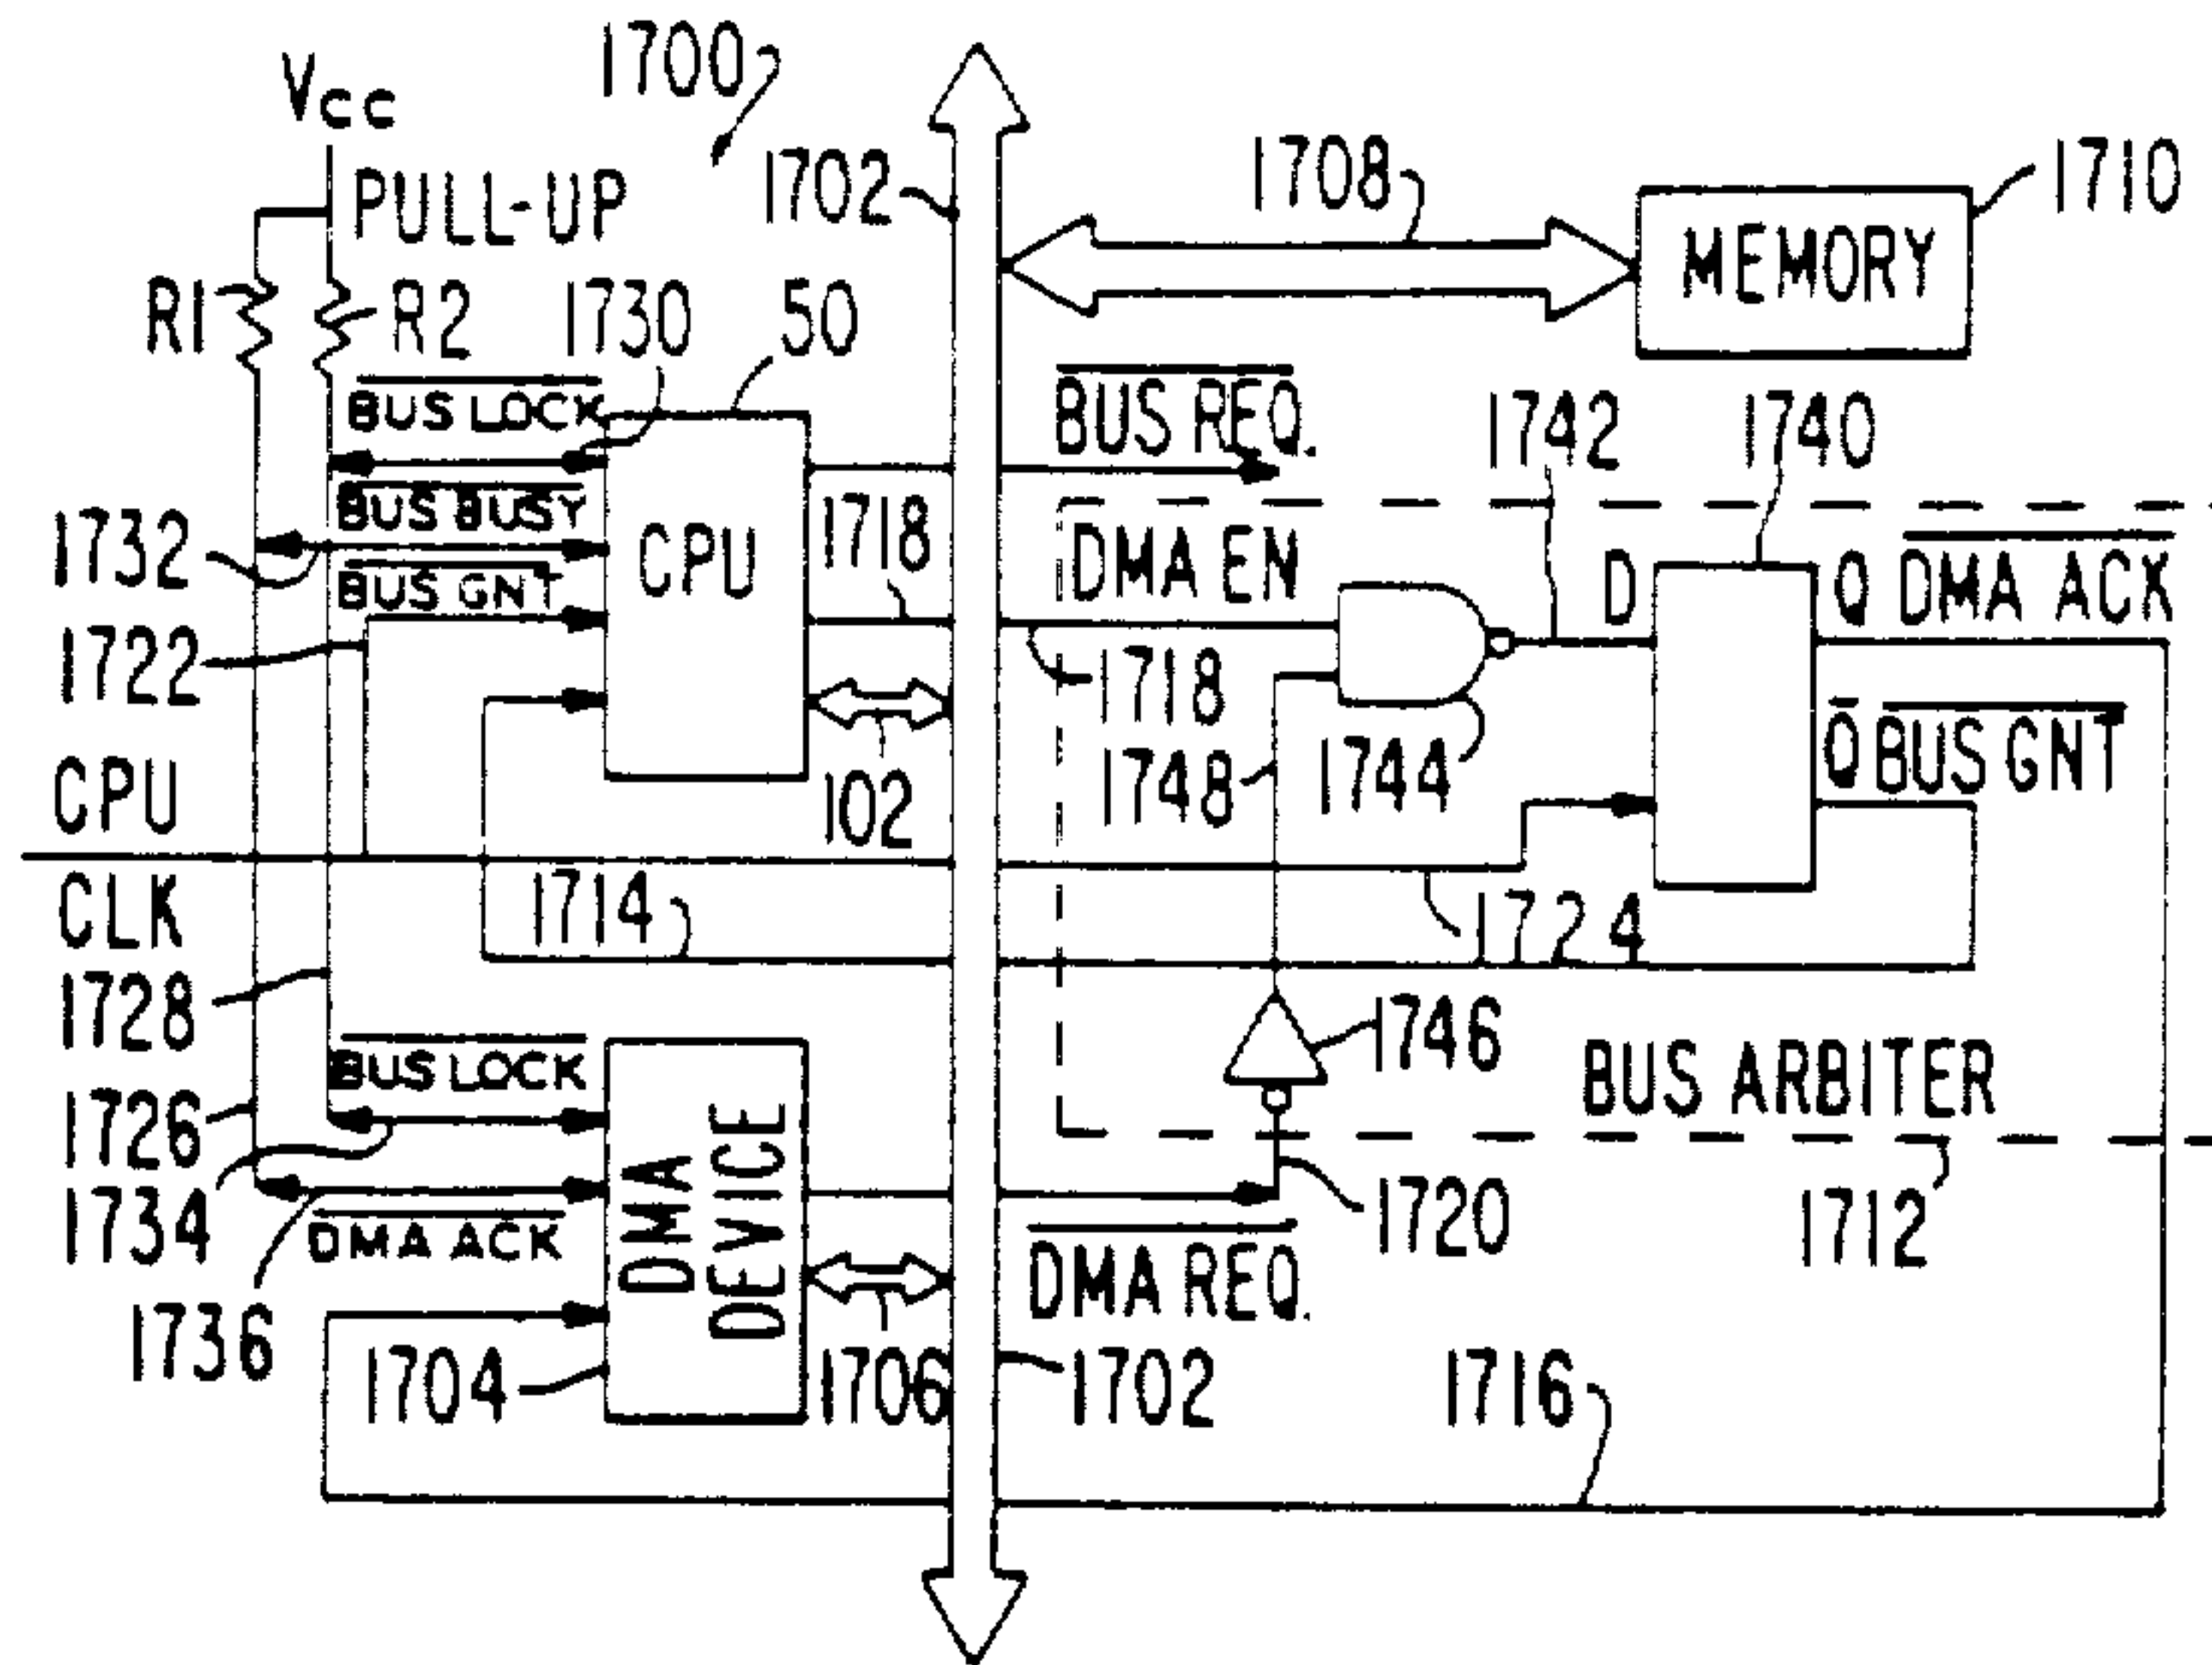 1700
Vcc
PULL-UP
1702
1708
1710
MEMORY
R1
R2
1730
50
BUS LOCK
BUS REQ.
1742
1740
BUS BUSY
1732
CPU
1718
DMA EN
D
Q DMA ACK
BUS GNT
1722
1718
1748
1744
Q̅ BUS GNT
CPU
102
CLK
1714
1724
1728
1746
BUS LOCK
BUS ARBITER
1726
1734
DMA DEVICE
1720
1712
DMA ACK
DMA REQ.
1736
1704
1706
1702
1716